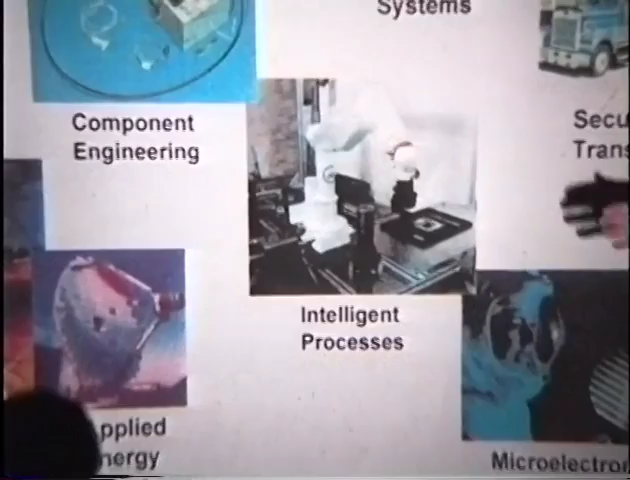 Systems
Component
Engineering
Secu
Trans
Intelligent
Processes
pplied
nergy
Microelectron